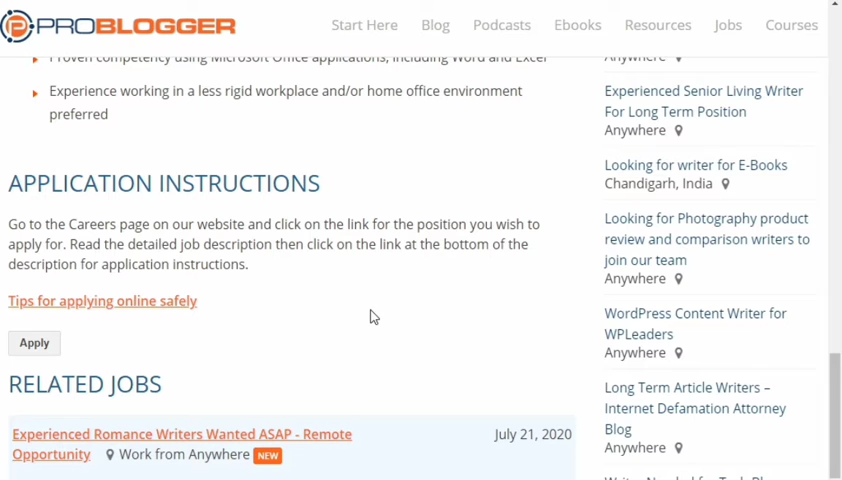 PROBLOGGER
Start Here Blog Podcasts Ebooks Resources Jobs Courses
Proven competency using Microsoft Office applications, including Word and Excel
Experience working in a less rigid workplace and/or home office environment
preferred
APPLICATION INSTRUCTIONS
Go to the Careers page on our website and click on the link for the position you wish to
apply for. Read the detailed job description then click on the link at the bottom of the
description for application instructions.
Tips for applying online safely
Apply
RELATED JOBS
Experienced Romance Writers Wanted ASAP - Remote
Opportunity Work from Anywhere NEW
July 21, 2020
Anywhere
Experienced Senior Living Writer
For Long Term Position
Anywhere
Looking for writer for E-Books
Chandigarh, India
Looking for Photography product
review and comparison writers to
join our team
Anywhere
WordPress Content Writer for
WPLeaders
Anywhere
Long Term Article Writers –
Internet Defamation Attorney
Blog
Anywhere